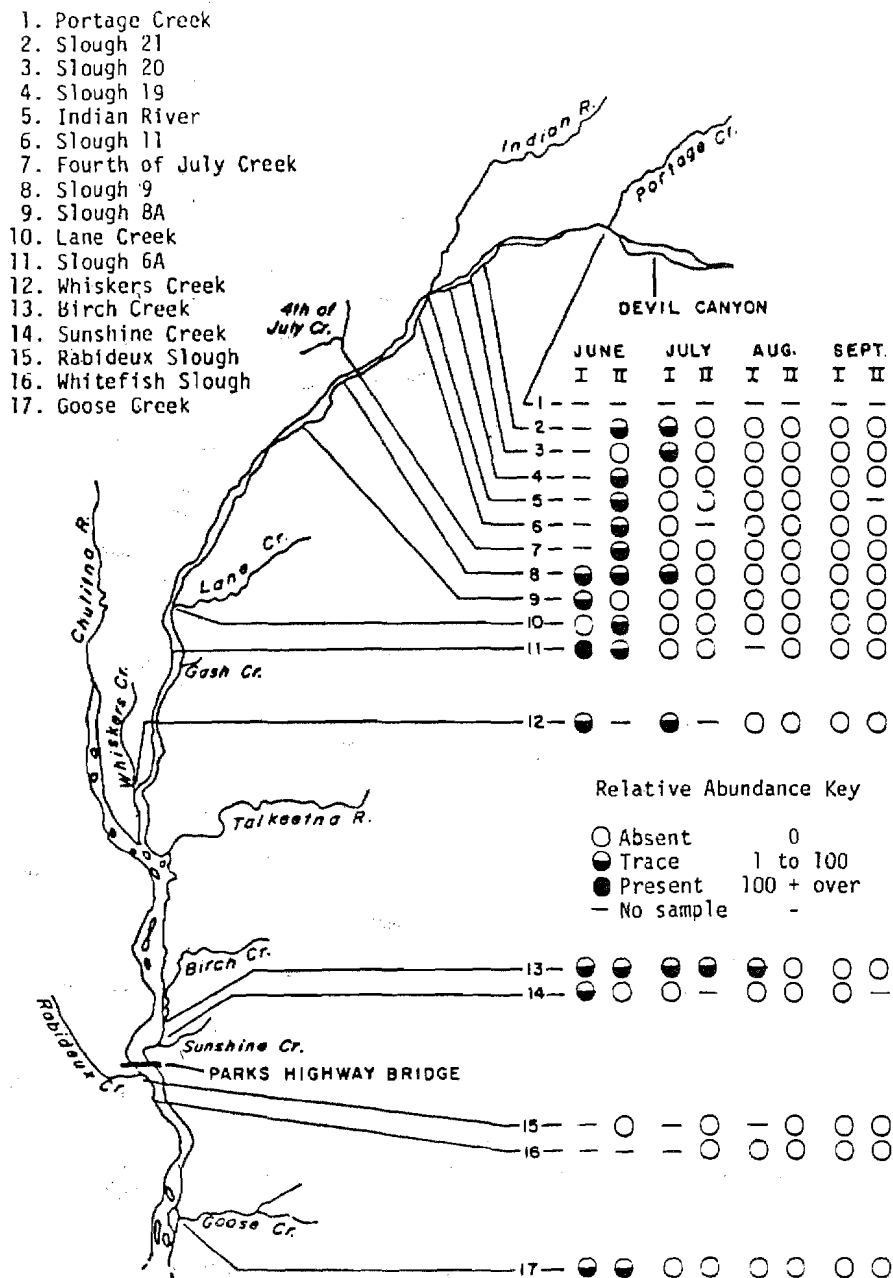 1. Portage Creek
2. Slough 21
3. Slough 20
4. Slough 19
5. Indian River
6. Slough 11
7. Fourth of July Creek
8. Slough 9
9. Slough 8A
10. Lane Creek
11. Slough 6A
12. Whiskers Creek
13. Birch Creek
14. Sunshine Creek
15. Rabideux Slough
16. Whitefish Slough
17. Goose Creek
Indian R.
Portage Cr.
DEVIL CANYON
4th of
July Cr.
JUNE JULY AUG. SEPT.
I II I II I II I II
1 — — — — — — — — —
2 —
3 —
4 —
5 — —
6 — —
7 —
8
9
10
11 —
Chulitna R.
Lane Cr.
Gash Cr.
Whiskers Cr.
12 — —
Talkeetna R.
Relative Abundance Key
Absent 0
Trace 1 to 100
Present 100 + over
— No sample -
Birch Cr.
13
14 — —
Rabideux Cr.
Sunshine Cr.
PARKS HIGHWAY BRIDGE
15 — — —
16 — — —
Goose Cr.
17